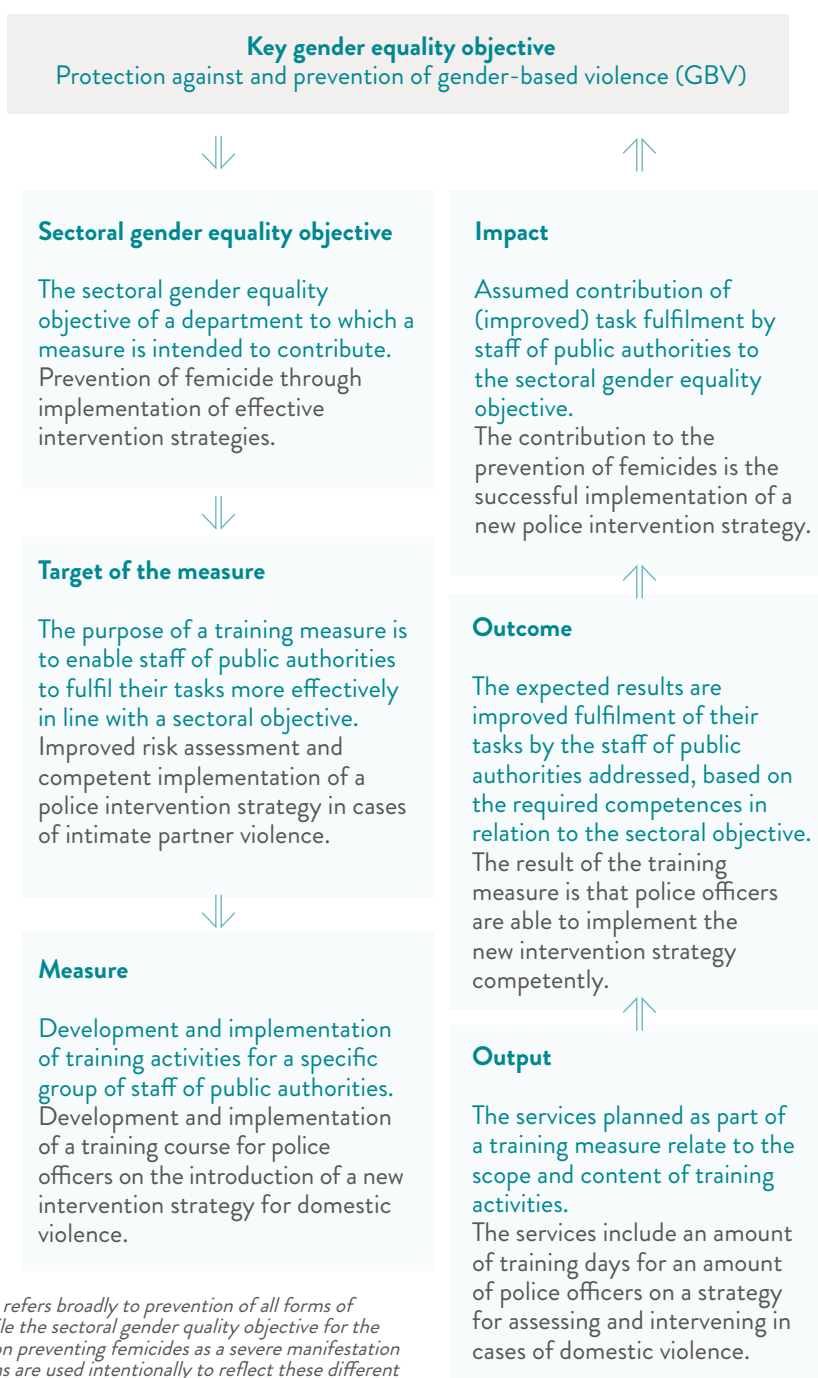 Key gender equality objective
Protection against and prevention of gender-based violence (GBV)
Sectoral gender equality objective
The sectoral gender equality
objective of a department to which a
measure is intended to contribute.
Prevention of femicide through
implementation of effective
intervention strategies.
Target of the measure
The purpose of a training measure is
to enable staff of public authorities
to fulfil their tasks more effectively
in line with a sectoral objective.
Improved risk assessment and
competent implementation of a
police intervention strategy in cases
of intimate partner violence.
Measure
Development and implementation
of training activities for a specific
group of staff of public authorities.
Development and implementation
of a training course for police
officers on the introduction of a new
intervention strategy for domestic
violence.
Impact
Assumed contribution of
(improved) task fulfilment by
staff of public authorities to
the sectoral gender equality
objective.
The contribution to the
prevention of femicides is the
successful implementation of a
new police intervention strategy.
Outcome
The expected results are
improved fulfilment of their
tasks by the staff of public
authorities addressed, based on
the required competences in
relation to the sectoral objective.
The result of the training
measure is that police officers
are able to implement the
new intervention strategy
competently.
Output
The services planned as part of
a training measure relate to the
scope and content of training
activities.
The services include an amount
of training days for an amount
of police officers on a strategy
for assessing and intervening in
cases of domestic violence.
refers broadly to prevention of all forms of
le the sectoral gender quality objective for the
on preventing femicides as a severe manifestation
ns are used intentionally to reflect these different